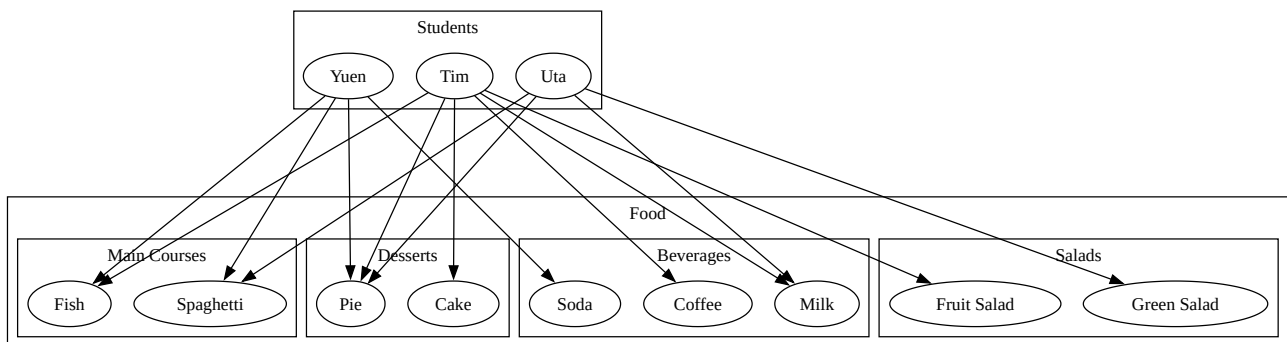 Students
Yuen Tim Uta
Food
Main Courses Desserts Beverages Salads
Fish Spaghetti Pie Cake Soda Coffee Milk Fruit Salad Green Salad